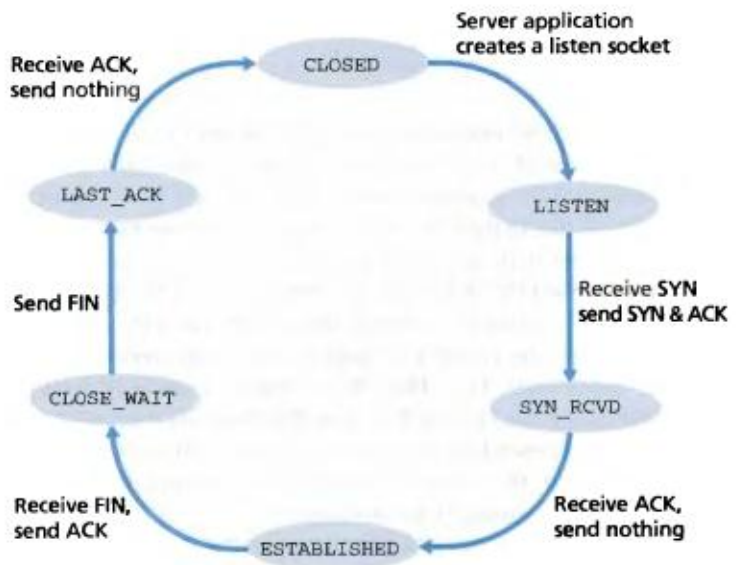 Server application
creates a listen socket
CLOSED
Receive ACK,
send nothing
LAST_ACK
LISTEN
Send FIN
Receive SYN
send SYN & ACK
CLOSE_WAIT
SYN_RCVD
Receive FIN,
send ACK
Receive ACK,
send nothing
ESTABLISHED